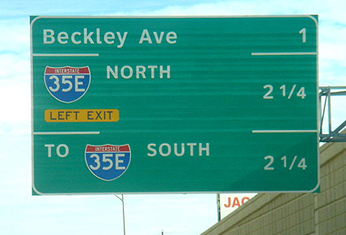 Beckley Ave 1
INTERSTATE
35E NORTH
2 1/4
LEFT EXIT
INTERSTATE
TO 35E SOUTH
2 1/4
JAC